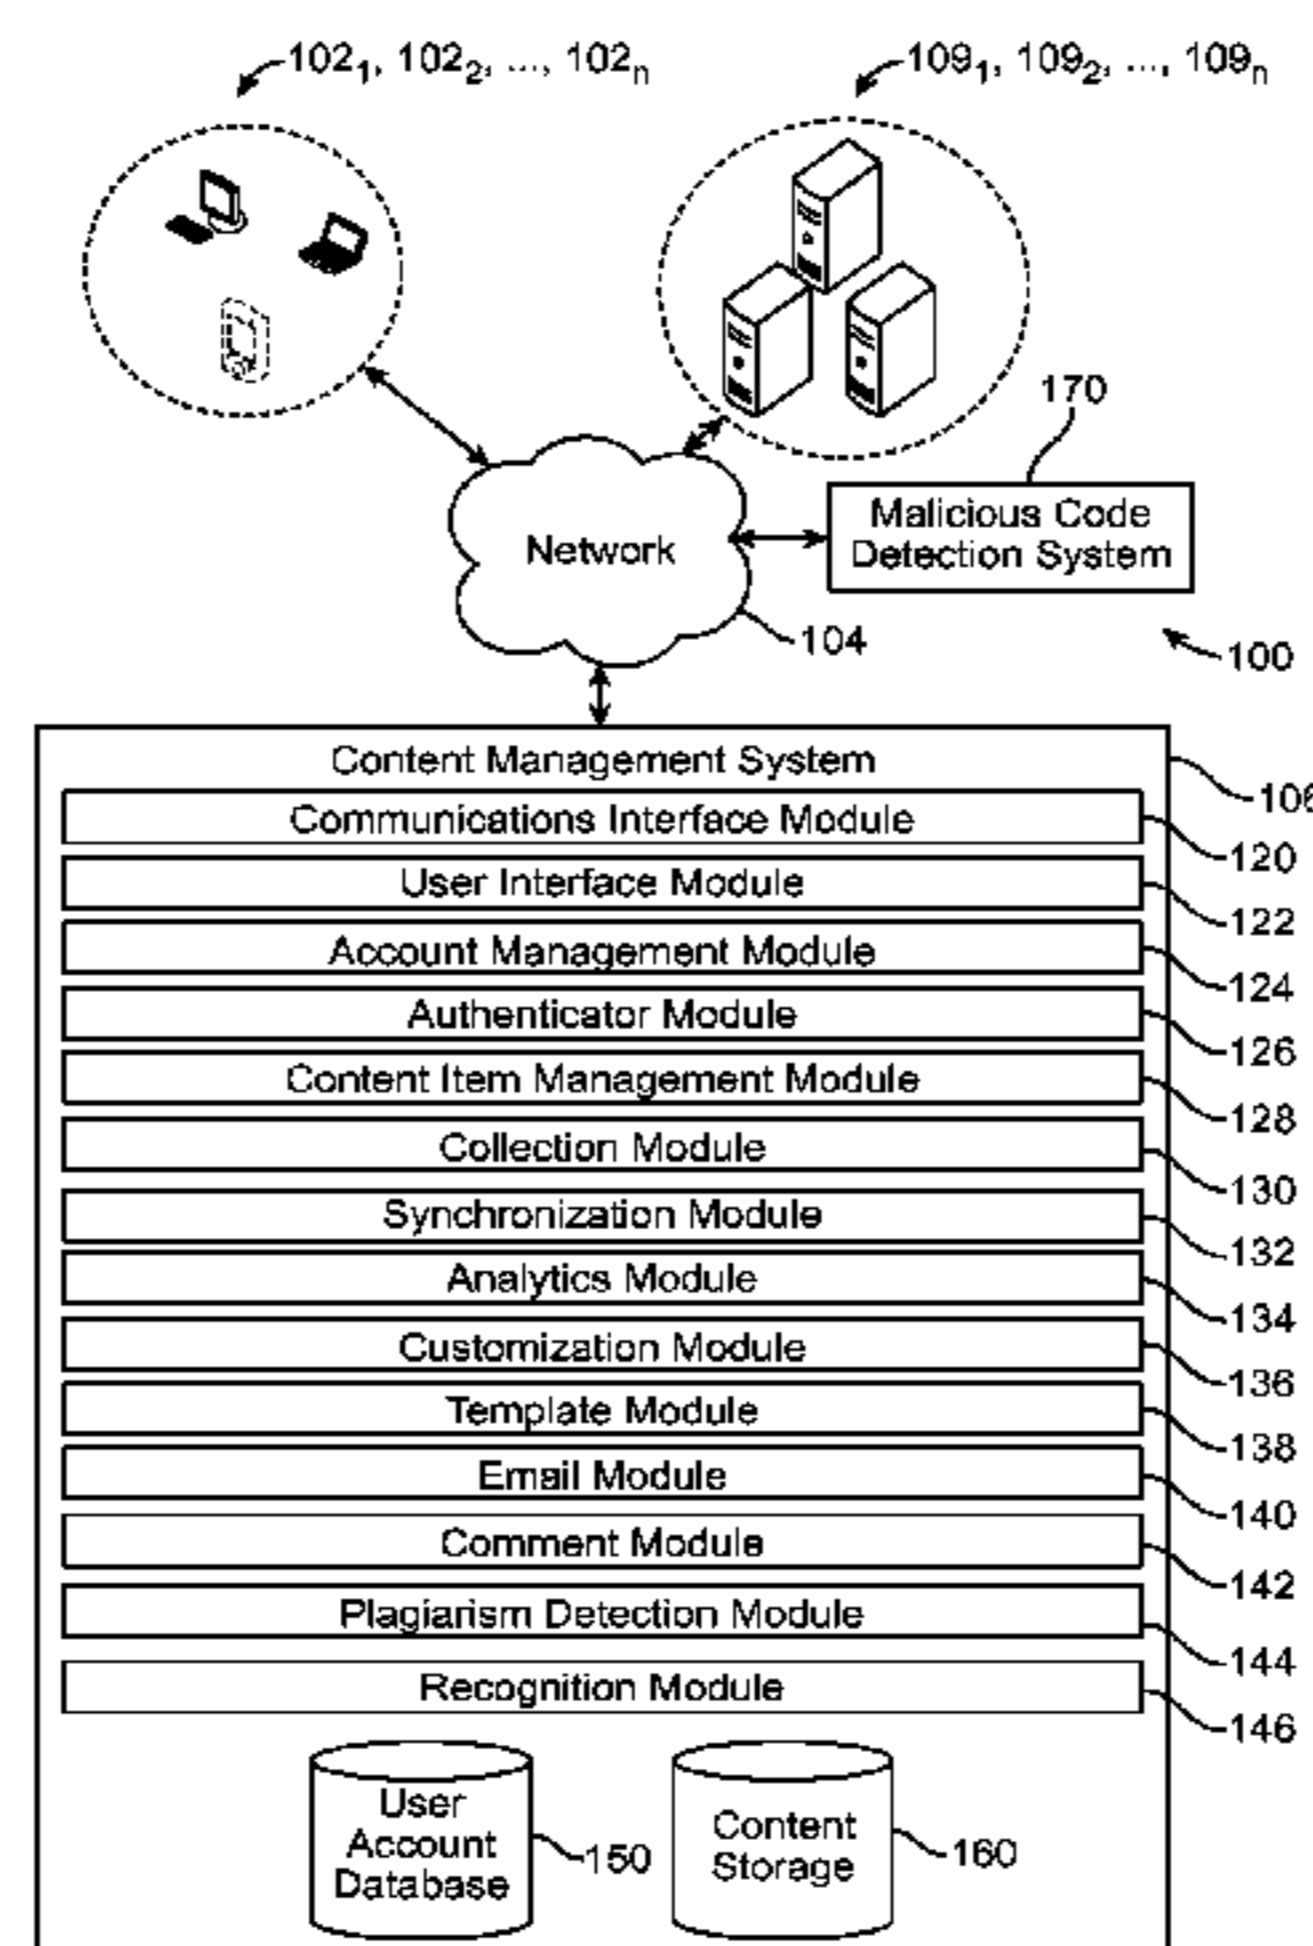 102₁, 102₂, ..., 102ₙ
109₁, 109₂, ..., 109ₙ
170
Malicious Code
Detection System
Network
104
100
Content Management System
106
Communications Interface Module
120
User Interface Module
122
Account Management Module
124
Authenticator Module
126
Content Item Management Module
128
Collection Module
130
Synchronization Module
132
Analytics Module
134
Customization Module
136
Template Module
138
Email Module
140
Comment Module
142
Plagiarism Detection Module
144
Recognition Module
146
User
Account
Database
150
Content
Storage
160